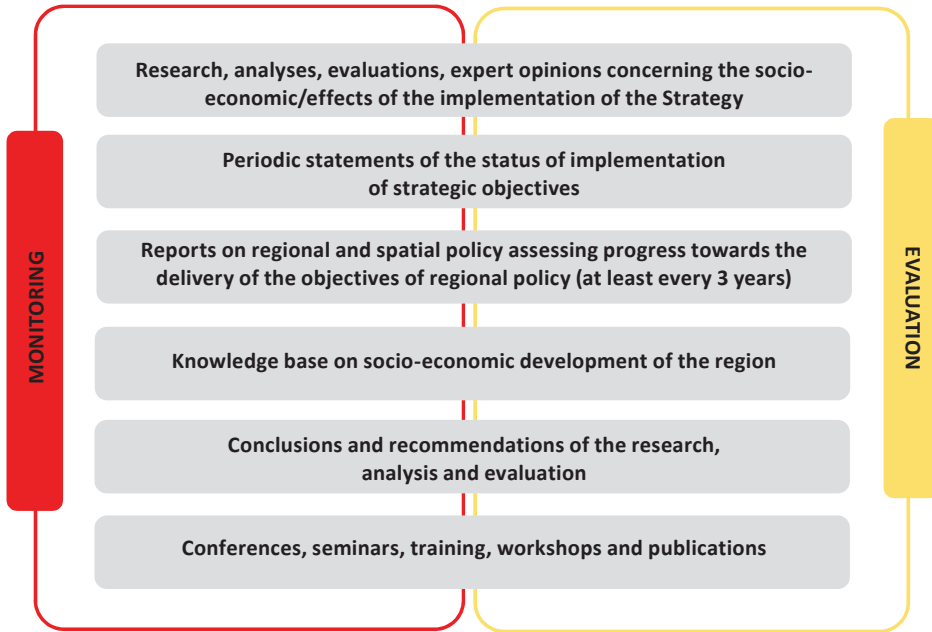 Research, analyses, evaluations, expert opinions concerning the socio-
economic/effects of the implementation of the Strategy
Periodic statements of the status of implementation
of strategic objectives
Reports on regional and spatial policy assessing progress towards the
delivery of the objectives of regional policy (at least every 3 years)
Knowledge base on socio-economic development of the region
Conclusions and recommendations of the research,
analysis and evaluation
Conferences, seminars, training, workshops and publications
MONITORING
EVALUATION